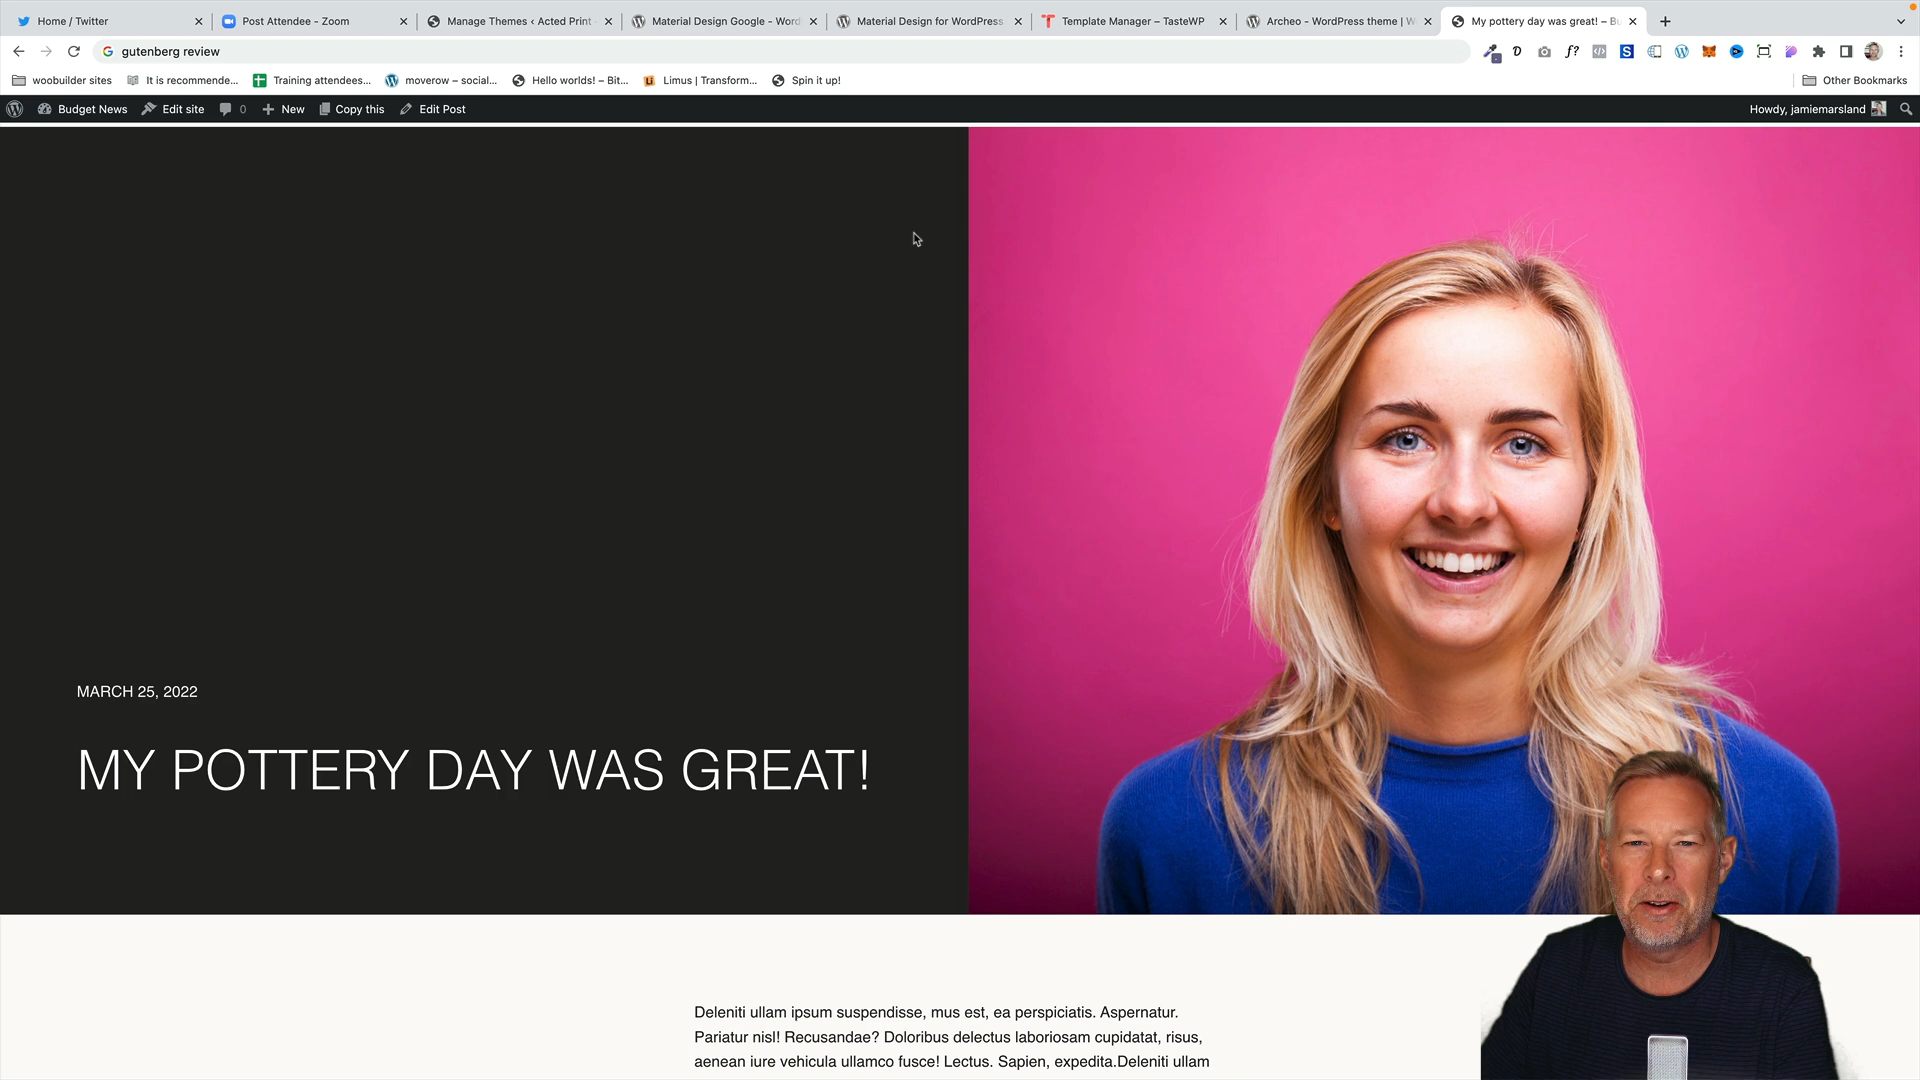 Home / Twitter
Post Attendee - Zoom
Manage Themes ‹ Acted Print
Material Design Google - Word
Material Design for WordPress
Template Manager – TasteWP
Archeo - WordPress theme | W
My pottery day was great! – Bu
gutenberg review
woobuilder sites
It is recommende...
Training attendees...
moverow – social...
Hello worlds! – Bit...
Limus | Transform...
Spin it up!
Other Bookmarks
Budget News
Edit site
0
New
Copy this
Edit Post
Howdy, jamiemarsland
MARCH 25, 2022
MY POTTERY DAY WAS GREAT!
Deleniti ullam ipsum suspendisse, mus est, ea perspiciatis. Aspernatur.
Pariatur nisl! Recusandae? Doloribus delectus laboriosam cupidatat, risus,
aenean iure vehicula ullamco fusce! Lectus. Sapien, expedita.Deleniti ullam